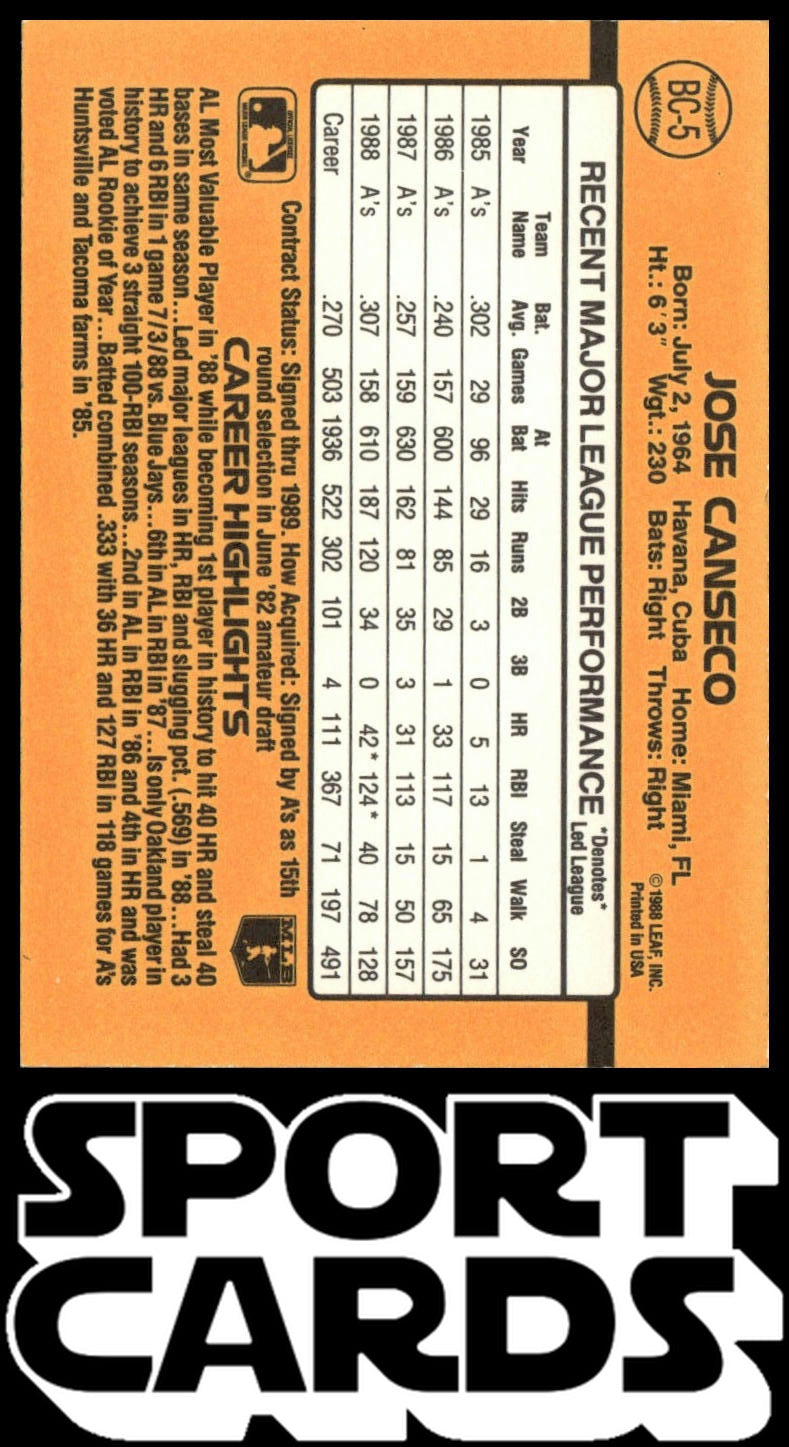 BC-5
JOSE CANSECO
Born: July 2, 1964 Havana, Cuba Home: Miami, FL
Ht.: 6'3" Wgt.: 230 Bats: Right Throws: Right
©1988 LEAF, INC.
Printed in USA
RECENT MAJOR LEAGUE PERFORMANCE *Denotes*
Led League
Year Team Name Bat. Avg. Games At Bat Hits Runs 2B 3B HR RBI Steal Walk SO
1985 A's .302 29 96 29 16 3 0 5 13 1 4 31
1986 A's .240 157 600 144 85 29 1 33 117 15 65 175
1987 A's .257 159 630 162 81 35 3 31 113 15 50 157
1988 A's .307 158 610 187 120 34 0 42* 124* 40 78 128
Career .270 503 1936 522 302 101 4 111 367 71 197 491
Contract Status: Signed thru 1989. How Acquired: Signed by A's as 15th
round selection in June '82 amateur draft
MLB
CAREER HIGHLIGHTS
AL Most Valuable Player in '88 while becoming 1st player in history to hit 40 HR and steal 40
bases in same season...Led major leagues in HR, RBI and slugging pct. (.569) in '88...Had 3
HR and 6 RBI in 1 game 7/3/88 vs. Blue Jays...6th in AL in RBI in '87...Is only Oakland player in
history to achieve 3 straight 100-RBI seasons...2nd in AL in RBI in '86 and 4th in HR and was
voted AL Rookie of Year...Batted combined .333 with 36 HR and 127 RBI in 118 games for A's
Huntsville and Tacoma farms in '85.
SPORT
CARDS